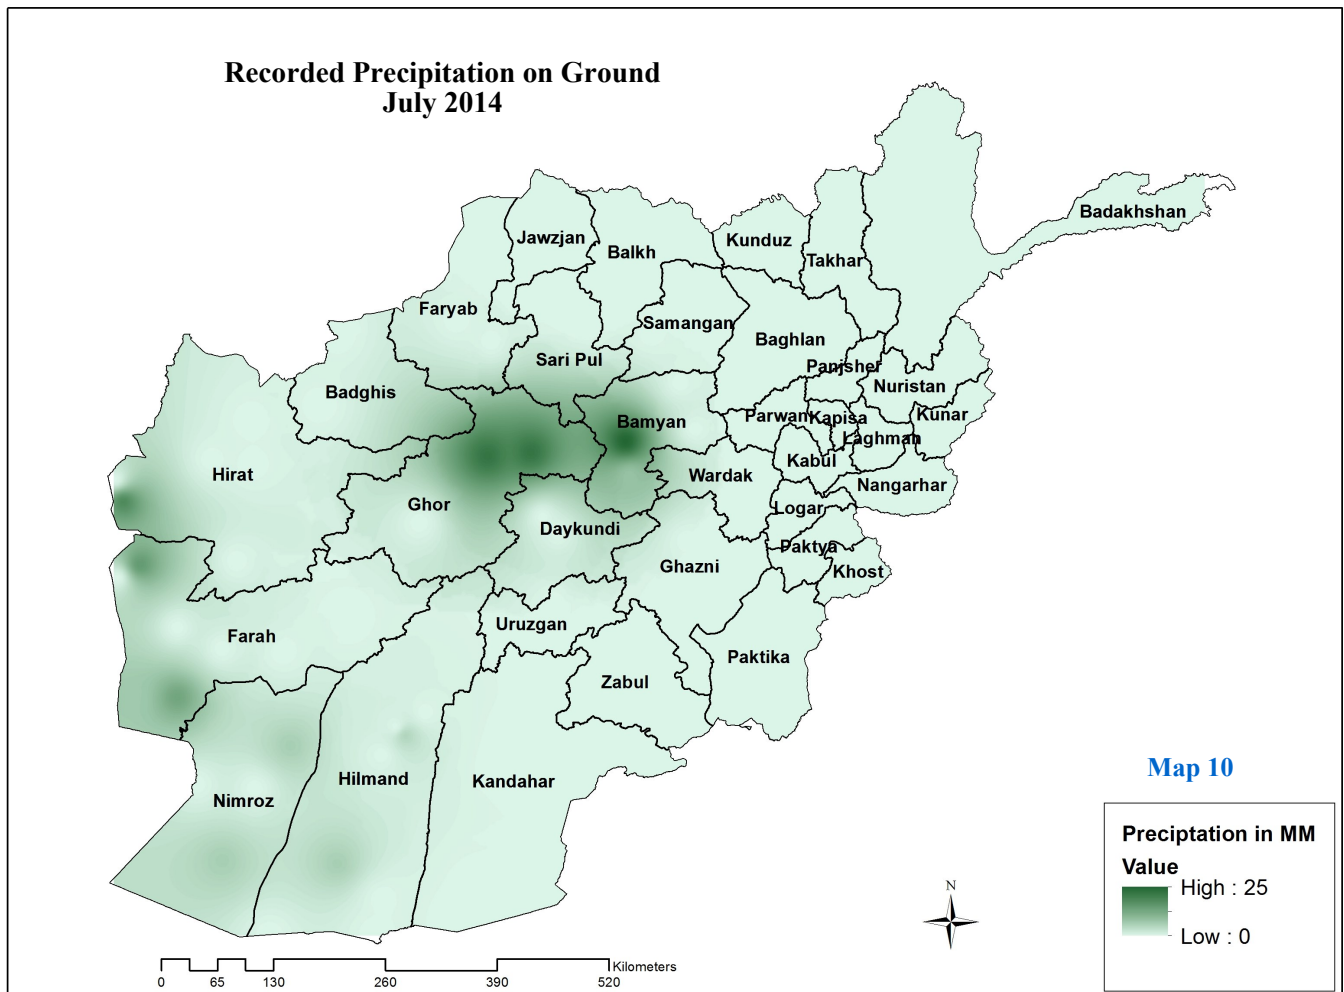 Recorded Precipitation on Ground
July 2014
Badakhshan
Jawzjan
Kunduz
Balkh
Takhar
Faryab
Samangan
Baghlan
Sari Pul
Panjsher
Nuristan
Badghis
Kunar
Bamyan
Parwan
Kapisa
Laghman
Kabul
Hirat
Wardak
Nangarhar
Ghor
Logar
Daykundi
Paktya
Ghazni
Khost
Uruzgan
Farah
Paktika
Zabul
Hilmand
Kandahar
Nimroz
Map 10
Preciptation in MM
Value
High : 25
Low : 0
N
Kilometers
0 65 130 260 390 520